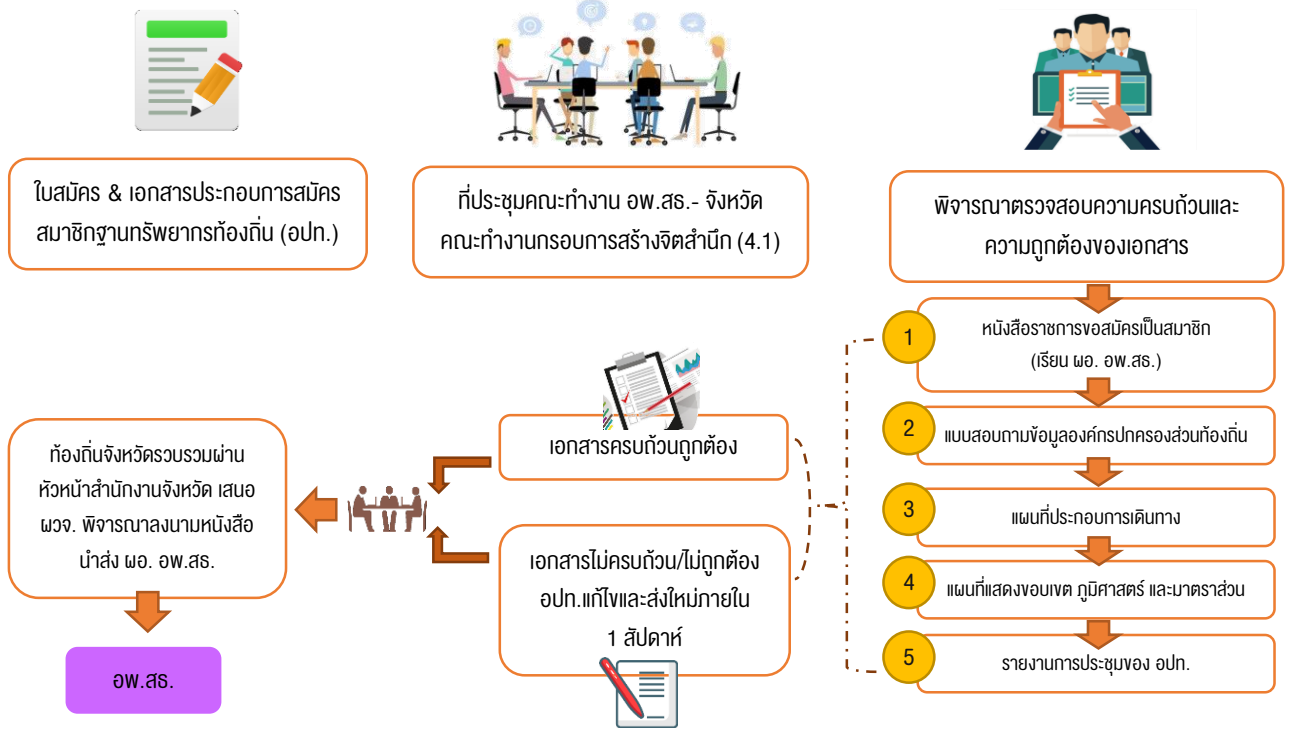 ใบสมัคร & เอกสารประกอบการสมัคร
สมาชิกฐานทรัพยากรท้องถิ่น (อปท.)
ที่ประชุมคณะทำงาน อพ.สธ.- จังหวัด
คณะทำงานกรอบการสร้างจิตสำนึก (4.1)
พิจารณาตรวจสอบความครบถ้วนและ
ความถูกต้องของเอกสาร
1
หนังสือราชการขอสมัครเป็นสมาชิก
(เรียน ผอ. อพ.สธ.)
2
แบบสอบถามข้อมูลองค์กรปกครองส่วนท้องถิ่น
3
แผนที่ประกอบการเดินทาง
4
แผนที่แสดงขอบเขต ภูมิศาสตร์ และมาตราส่วน
5
รายงานการประชุมของ อปท.
เอกสารครบถ้วนถูกต้อง
เอกสารไม่ครบถ้วน/ไม่ถูกต้อง
อปท.แก้ไขและส่งใหม่ภายใน
1 สัปดาห์
ท้องถิ่นจังหวัดรวบรวมผ่าน
หัวหน้าสำนักงานจังหวัด เสนอ
ผวจ. พิจารณาลงนามหนังสือ
นำส่ง ผอ. อพ.สธ.
อพ.สธ.